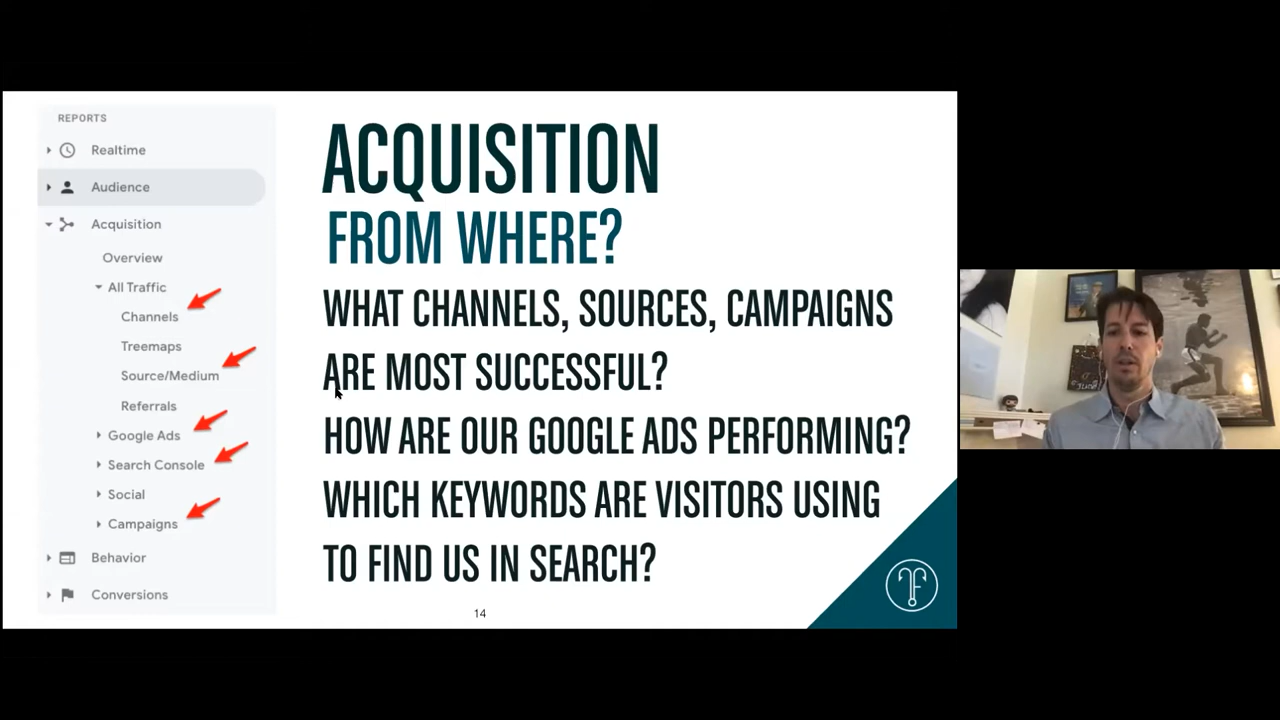 REPORTS
Realtime
Audience
Acquisition
Overview
All Traffic
Channels
Treemaps
Source/Medium
Referrals
Google Ads
Search Console
Social
Campaigns
Behavior
Conversions
ACQUISITION
FROM WHERE?
WHAT CHANNELS, SOURCES, CAMPAIGNS
ARE MOST SUCCESSFUL?
HOW ARE OUR GOOGLE ADS PERFORMING?
WHICH KEYWORDS ARE VISITORS USING
TO FIND US IN SEARCH?
14